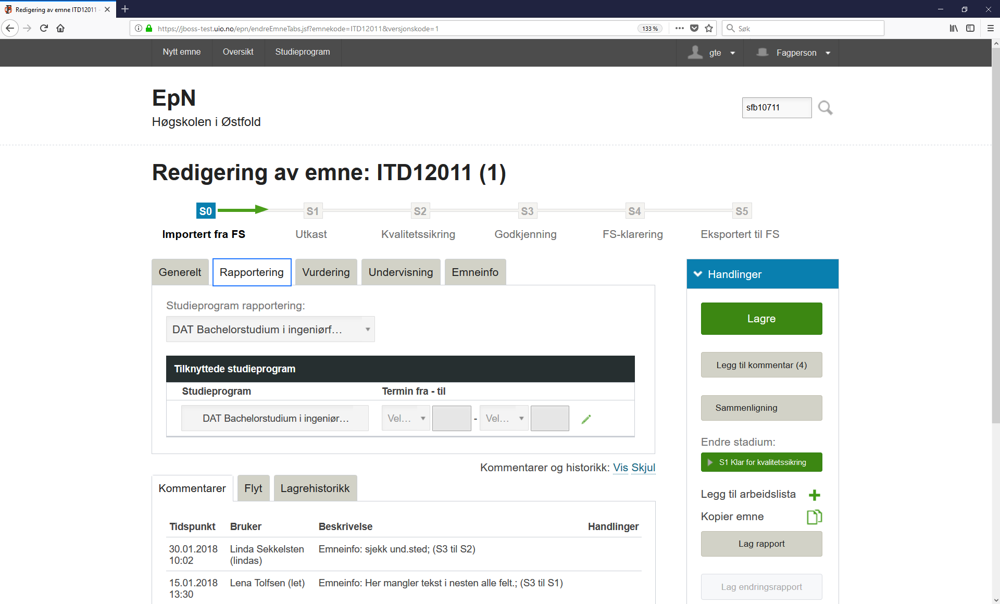 Redigering av emne ITD12011 -
https://jboss-test.uio.no/epn/endreEmneTabs.jsf?emnekode=ITD12011&versjonskode=1
133 %
Søk
Nytt emne
Oversikt
Studieprogram
gte
Fagperson
EpN
Høgskolen i Østfold
sfb10711
Redigering av emne: ITD12011 (1)
S0
S1
S2
S3
S4
S5
Importert fra FS
Utkast
Kvalitetssikring
Godkjenning
FS-klarering
Eksportert til FS
Generelt
Rapportering
Vurdering
Undervisning
Emneinfo
Studieprogram rapportering:
DAT Bachelorstudium i ingeniørf...
Tilknyttede studieprogram
Studieprogram
Termin fra - til
DAT Bachelorstudium i ingeniør...
Vel...
-
Vel...
Kommentarer og historikk: Vis Skjul
Kommentarer
Flyt
Lagrehistorikk
Tidspunkt
Bruker
Beskrivelse
Handlinger
30.01.2018
10:02
Linda Sekkelsten
(lindas)
Emneinfo: sjekk und.sted; (S3 til S2)
15.01.2018
13:30
Lena Tolfsen (let)
Emneinfo: Her mangler tekst i nesten alle felt.; (S3 til S1)
Handlinger
Lagre
Legg til kommentar (4)
Sammenligning
Endre stadium:
S1 Klar for kvalitetssikring
Legg til arbeidslista
Kopier emne
Lag rapport
Lag endringsrapport